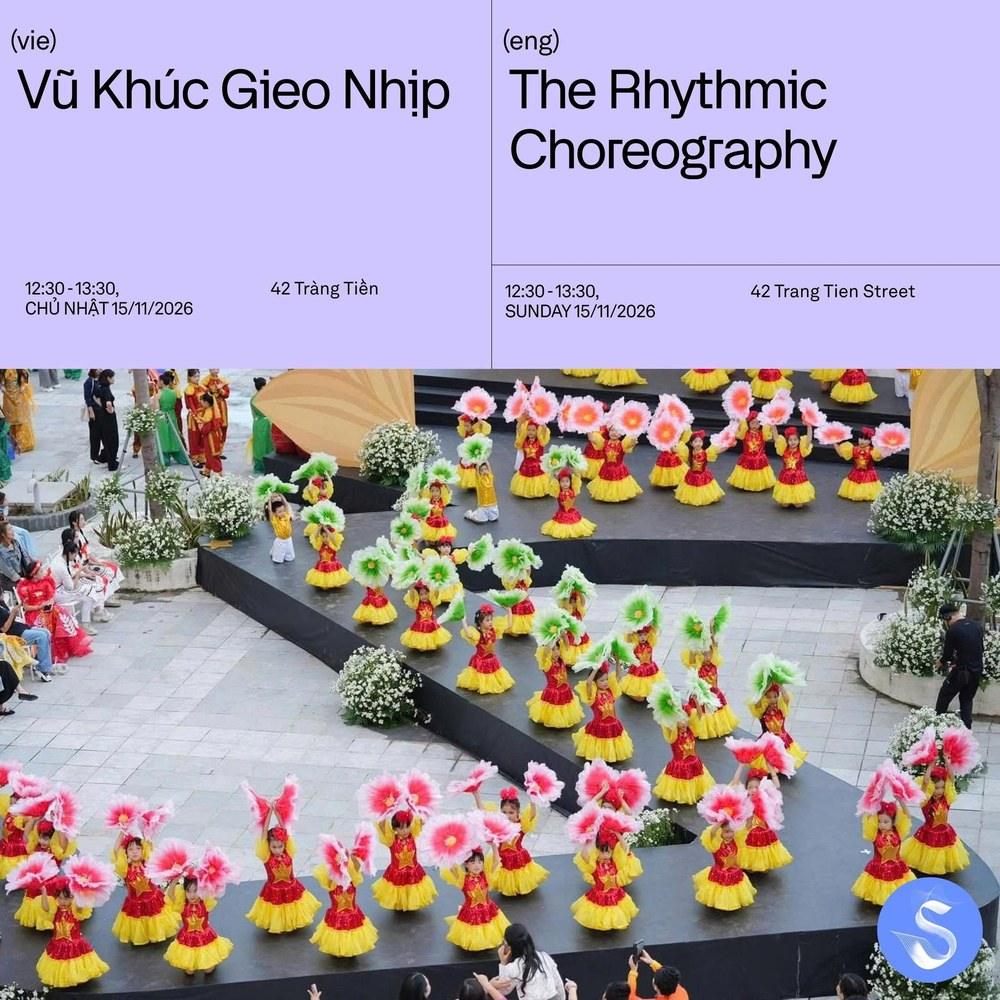 (vie)
Vũ Khúc Gieo Nhịp
12:30 - 13:30,
CHỦ NHẬT 15/11/2026
42 Tràng Tiền
(eng)
The Rhythmic
Choreography
12:30 - 13:30,
SUNDAY 15/11/2026
42 Trang Tien Street
S